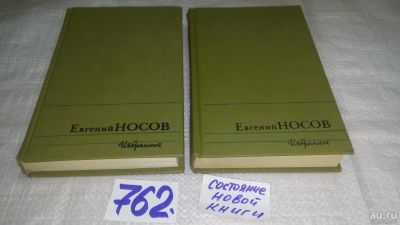 Евгений НОСОВ
Избранное
Евгений НОСОВ
Избранное
762.
СОСТОЯНИЕ
НОВОЙ
КНИГИ
au.ru